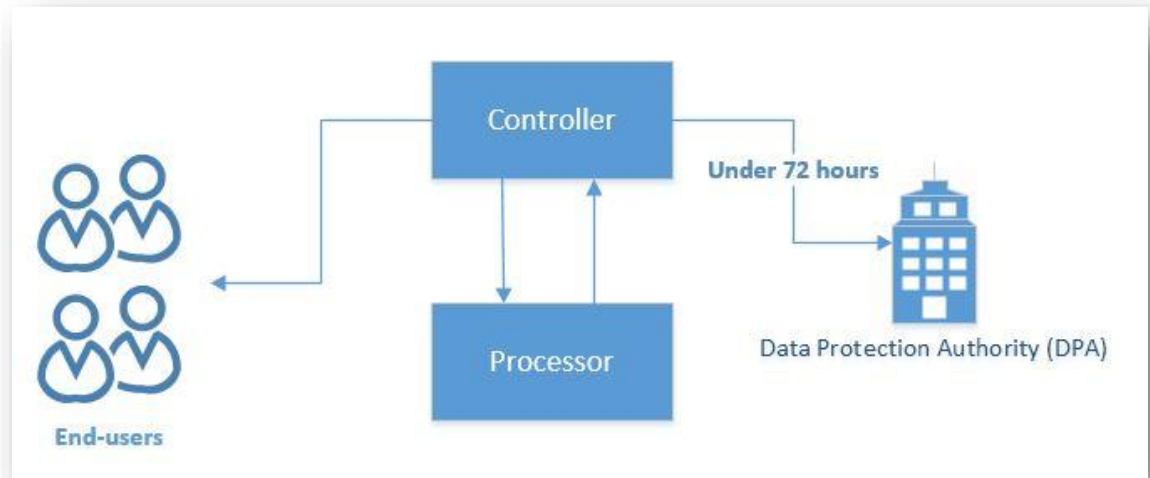 Controller
Under 72 hours
Processor
Data Protection Authority (DPA)
End-users